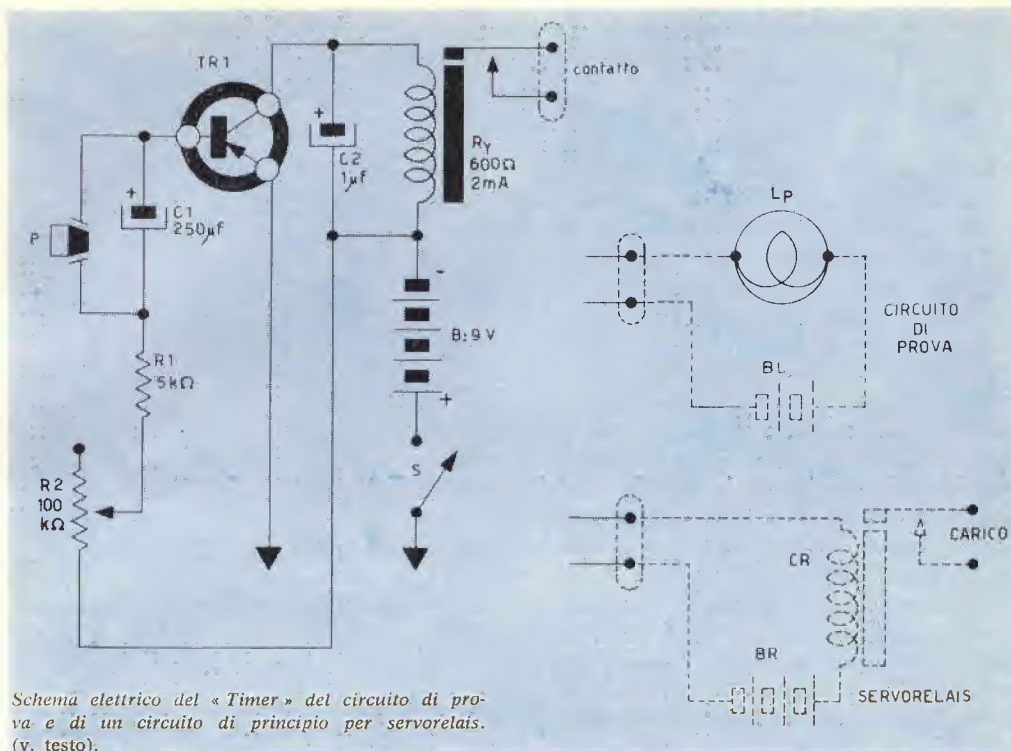 TR1
contatto
+
C2
1µf
RY
600Ω
2mA
P
+
C1
250µf
R1
5kΩ
R2
100
kΩ
-
B:9V
+
S
Lp
CIRCUITO
DI
PROVA
BL
CR
CARICO
BR
SERVORELAIS
Schema elettrico del « Timer » del circuito di pro-
va e di un circuito di principio per servorelais.
(v. testo).